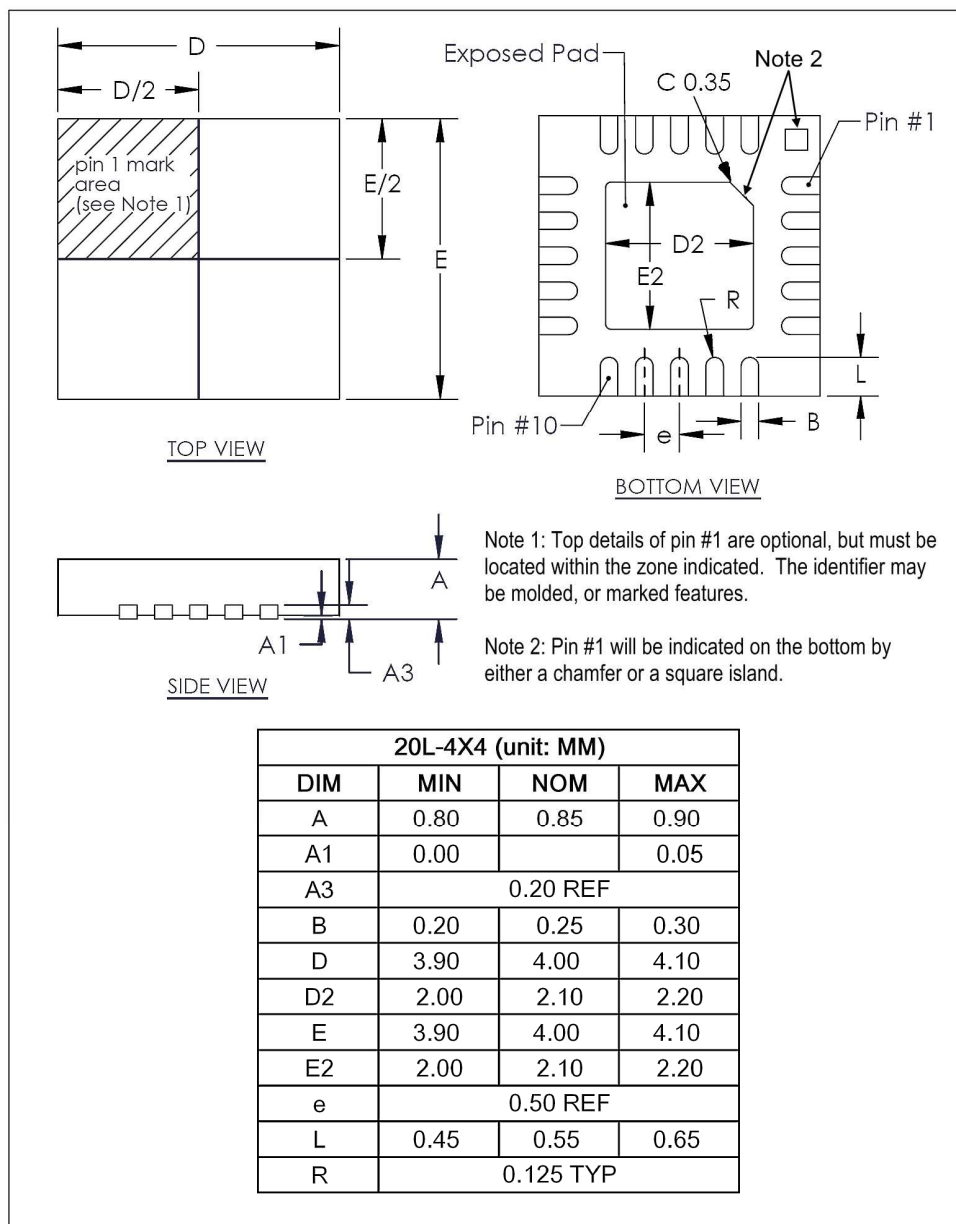 D
D/2
pin 1 mark
area
(see Note 1)
E/2
E
TOP VIEW
Exposed Pad
Note 2
C 0.35
Pin #1
D2
E2
R
L
Pin #10
e
B
BOTTOM VIEW
A
A1
A3
SIDE VIEW
Note 1: Top details of pin #1 are optional, but must be
located within the zone indicated. The identifier may
be molded, or marked features.
Note 2: Pin #1 will be indicated on the bottom by
either a chamfer or a square island.
20L-4X4 (unit: MM)
DIM MIN NOM MAX
A 0.80 0.85 0.90
A1 0.00 0.05
A3 0.20 REF
B 0.20 0.25 0.30
D 3.90 4.00 4.10
D2 2.00 2.10 2.20
E 3.90 4.00 4.10
E2 2.00 2.10 2.20
e 0.50 REF
L 0.45 0.55 0.65
R 0.125 TYP